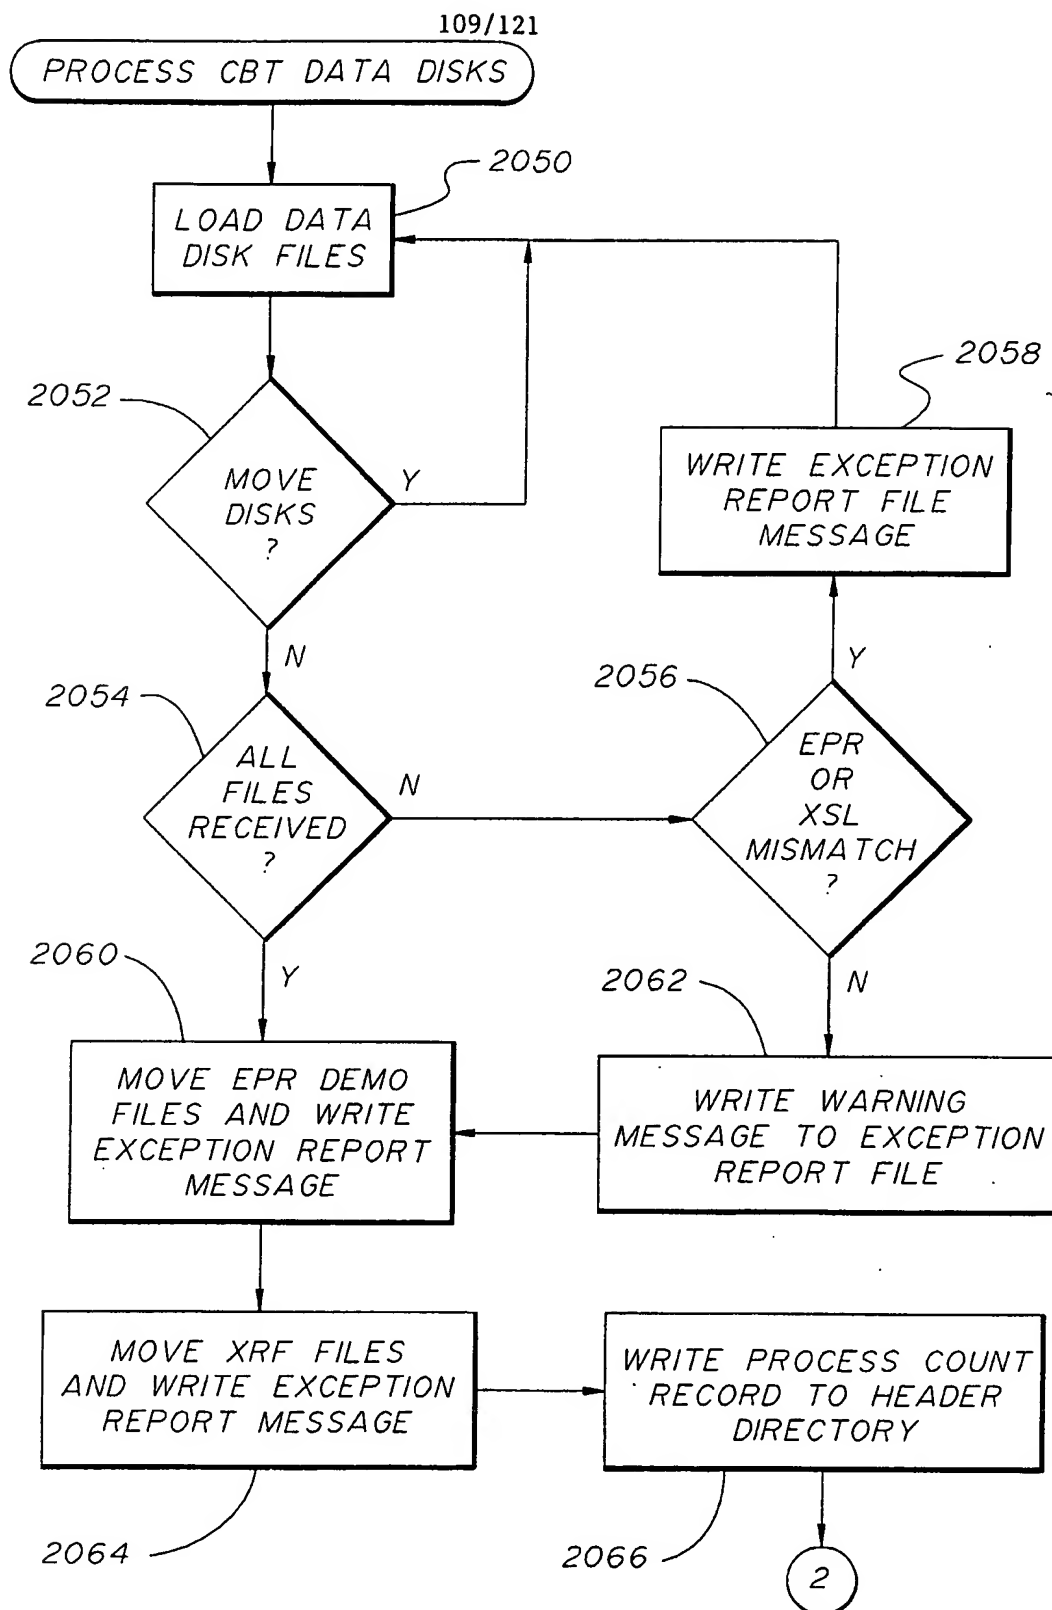 109/121
PROCESS CBT DATA DISKS
2050
LOAD DATA
DISK FILES
2052
MOVE
DISKS
?
Y
N
2058
WRITE EXCEPTION
REPORT FILE
MESSAGE
Y
2054
ALL
FILES
RECEIVED
?
N
Y
2056
EPR
OR
XSL
MISMATCH
?
N
2060
MOVE EPR DEMO
FILES AND WRITE
EXCEPTION REPORT
MESSAGE
2062
WRITE WARNING
MESSAGE TO EXCEPTION
REPORT FILE
MOVE XRF FILES
AND WRITE EXCEPTION
REPORT MESSAGE
2064
WRITE PROCESS COUNT
RECORD TO HEADER
DIRECTORY
2066
2